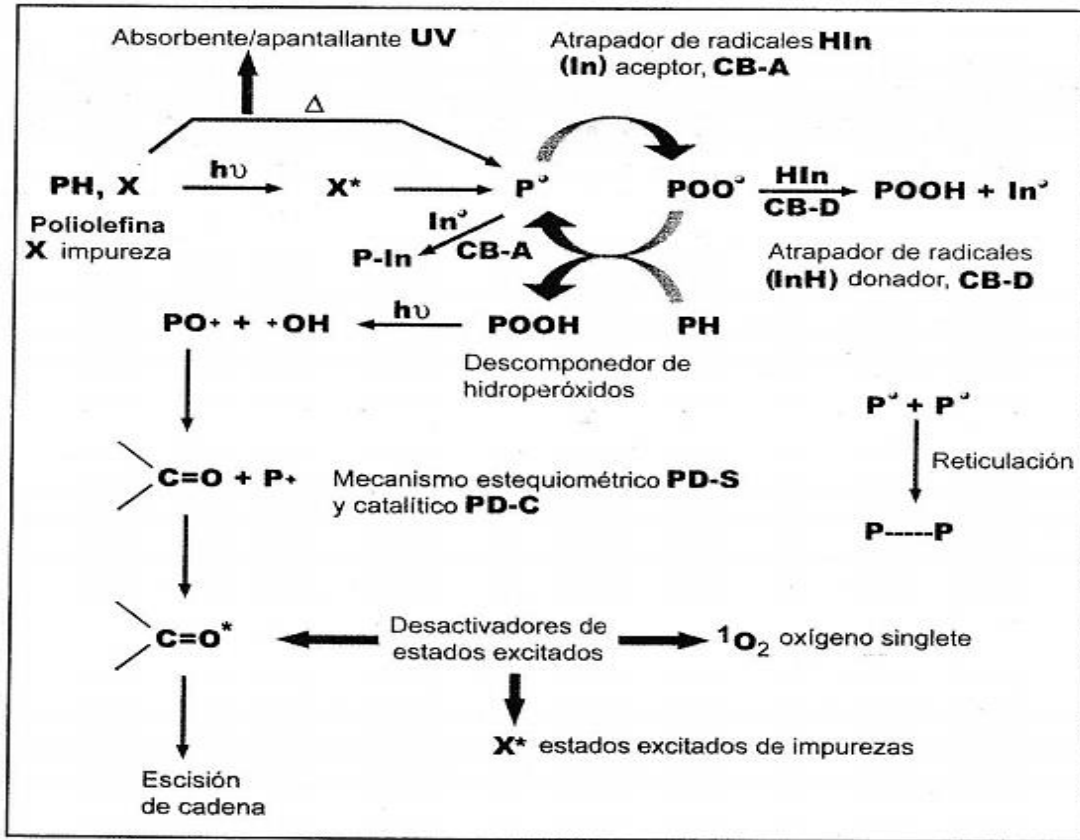 Absorbente/apantallante UV
Atrapador de radicales HIn
(In) aceptor, CB-A
Δ
PH, X
hυ
X*
P•
POO•
HIn
CB-D
POOH + In•
Poliolefina
X impureza
In•
P-In
CB-A
Atrapador de radicales
(InH) donador, CB-D
PO+ + +OH
hυ
POOH
PH
Descomponedor de
hidroperóxidos
P• + P•
C=O + P+
Mecanismo estequiométrico PD-S
y catalítico PD-C
Reticulación
P-----P
C=O*
Desactivadores de
estados excitados
¹O₂ oxígeno singlete
X* estados excitados de impurezas
Escisión
de cadena